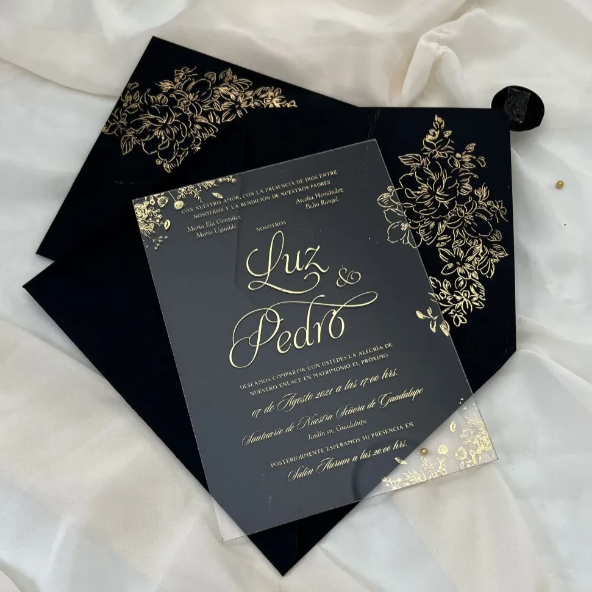 CON NUESTRO AMOR, CON LA PRESENCIA DE DIOS ENTRE
NOSOTROS Y LA BENDICIÓN DE NUESTROS PADRES
María Elia González
María Ugalde
Hernández
Pedro Rangel
NOSOTROS
Luz
&
Pedro
DESEAMOS COMPARTIR CON USTEDES LA ALEGRÍA DE
NUESTRO ENLACE EN MATRIMONIO EL PRÓXIMO
07 de Agosto 2021 a las 17:00 hrs.
Santuario de Nuestra Señora de Guadalupe
Guadalupe
POSTERIORMENTE ESPERAMOS SU PRESENCIA EN
Salón a las 20:00 hrs.